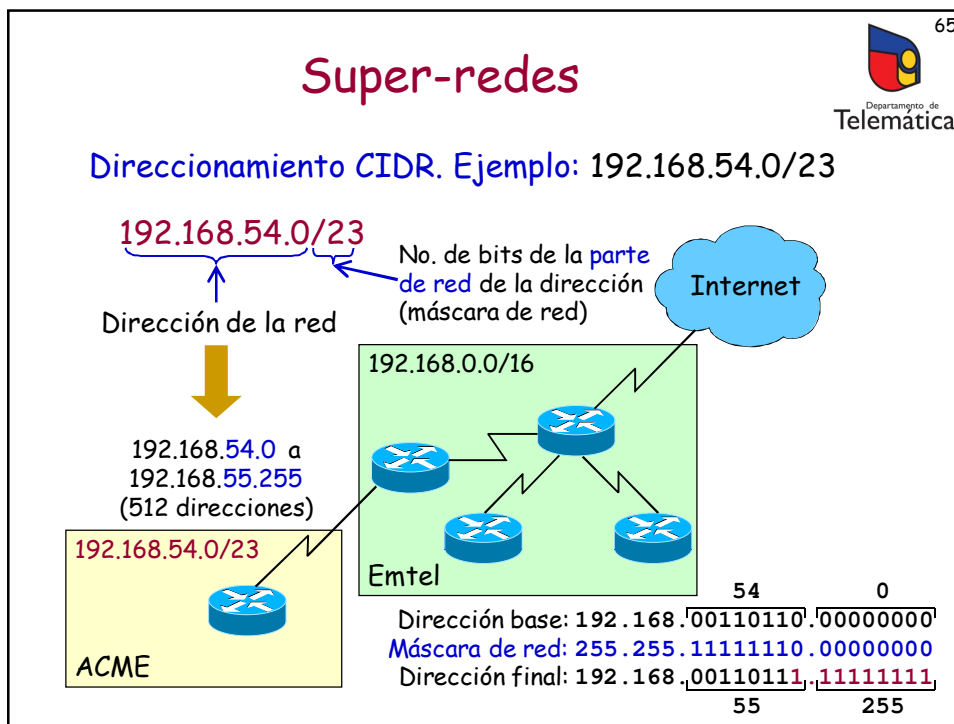 65
Super-redes
Departamento de
Telemática
Direccionamiento CIDR. Ejemplo: 192.168.54.0/23
192.168.54.0/23
No. de bits de la parte
de red de la dirección
(máscara de red)
Internet
Dirección de la red
192.168.0.0/16
192.168.54.0 a
192.168.55.255
(512 direcciones)
192.168.54.0/23
Emtel
ACME
54 0
Dirección base: 192.168.00110110.00000000
Máscara de red: 255.255.11111110.00000000
Dirección final: 192.168.00110111.11111111
55 255